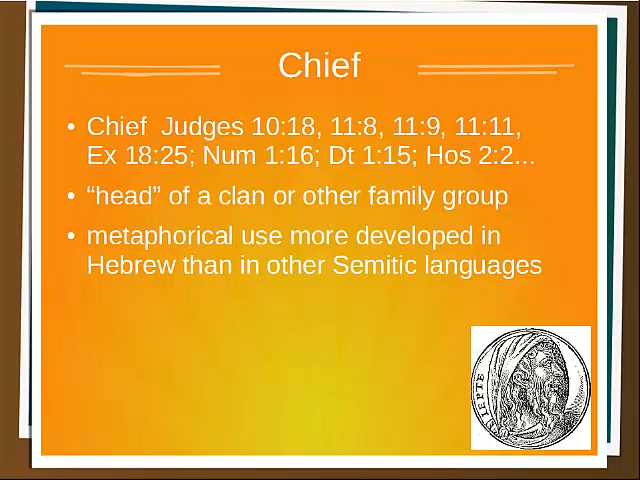 Chief
• Chief  Judges 10:18, 11:8, 11:9, 11:11,
Ex 18:25; Num 1:16; Dt 1:15; Hos 2:2...
• “head” of a clan or other family group
• metaphorical use more developed in
Hebrew than in other Semitic languages
IEPTE